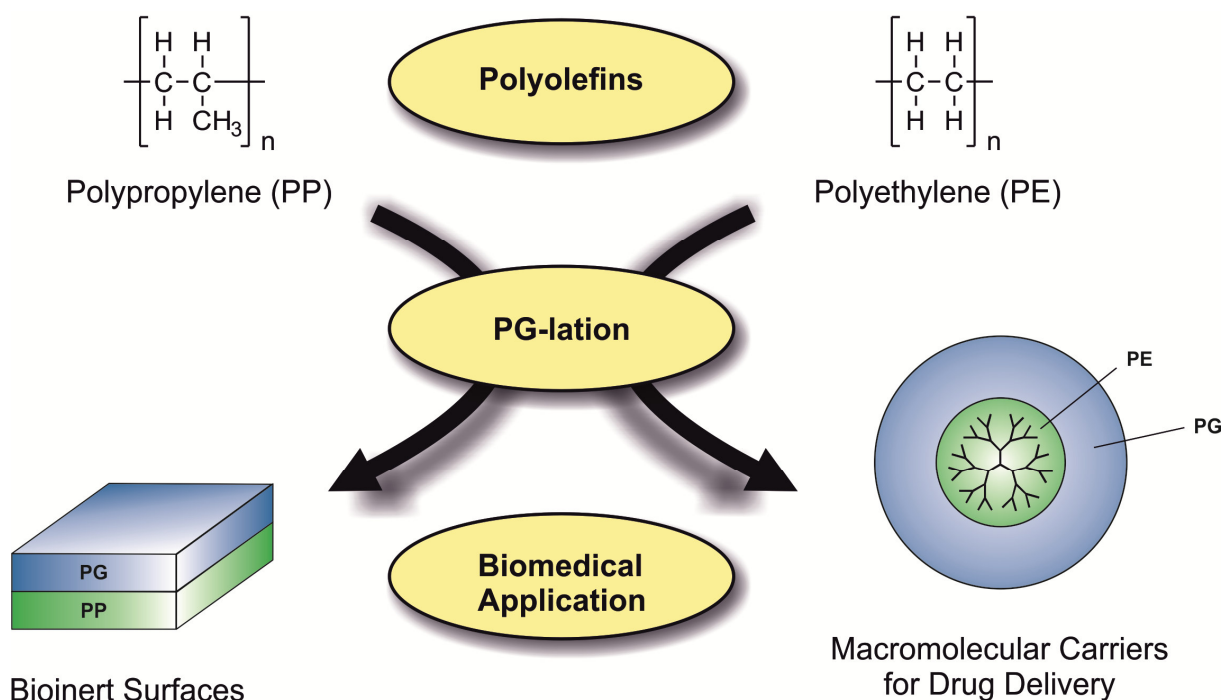 H H
C C
H CH3
n
Polypropylene (PP)
Polyolefins
H H
C C
H H
n
Polyethylene (PE)
PG-lation
PE
PG
PG
PP
Biomedical
Application
Bioinert Surfaces
Macromolecular Carriers
for Drug Delivery